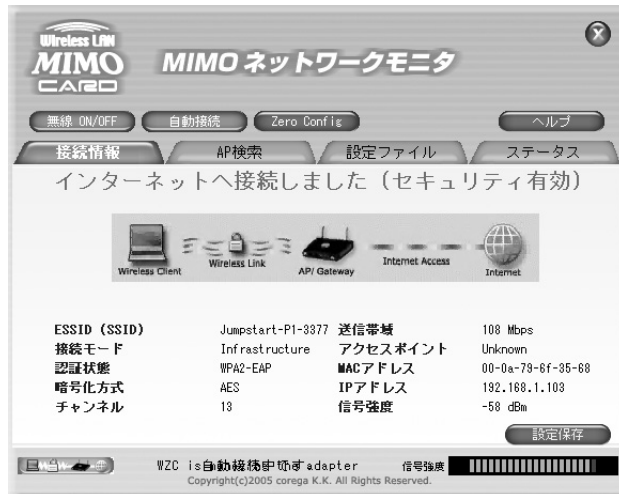 Wireless LAN
MIMO
CARD
MIMO ネットワークモニタ
無線 ON/OFF 自動接続 Zero Config ヘルプ
接続情報 AP検索 設定ファイル ステータス
インターネットへ接続しました（セキュリティ有効）
Wireless Client Wireless Link AP/ Gateway Internet Access Internet
ESSID (SSID) Jumpstart-P1-3377 送信帯域 108 Mbps
接続モード Infrastructure アクセスポイント Unknown
認証状態 WPA2-EAP MACアドレス 00-0a-79-6f-35-68
暗号化方式 AES IPアドレス 192.168.1.103
チャンネル 13 信号強度 -58 dBm
設定保存
WZC is adapter 信号強度
Copyright(c)2005 corega K.K. All Rights Reserved.